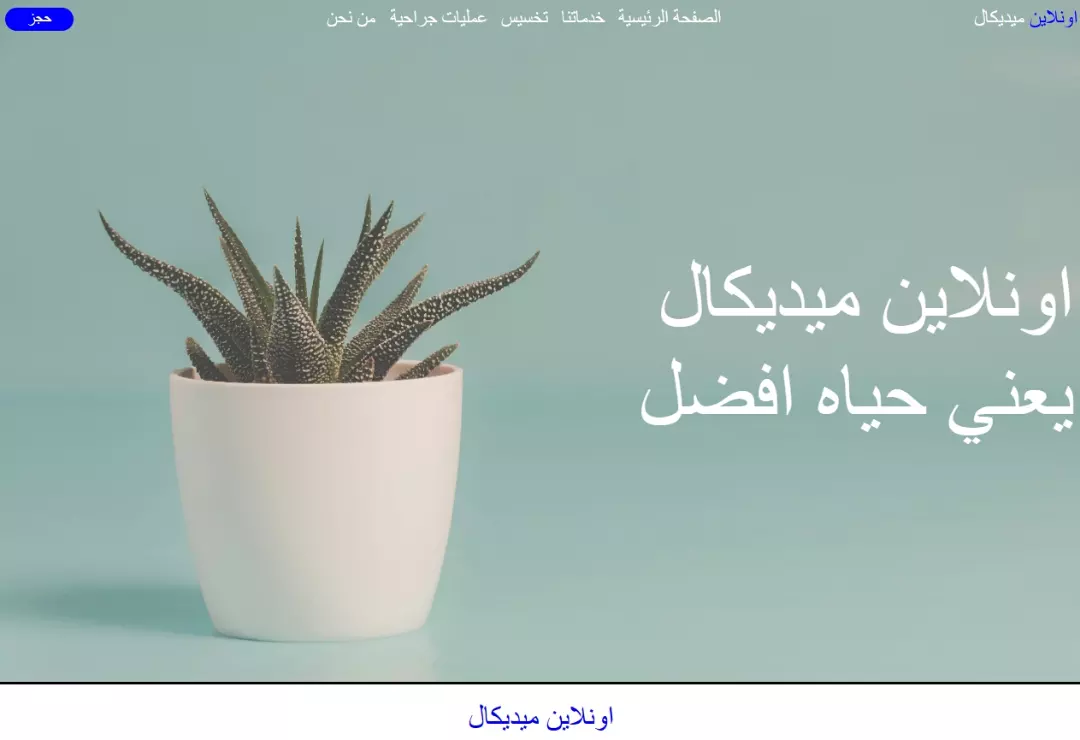 اونلاين ميديكال
الصفحة الرئيسية خدماتنا تخسيس عمليات جراحية من نحن
حجز
اونلاين ميديكال
يعني حياه افضل
اونلاين ميديكال